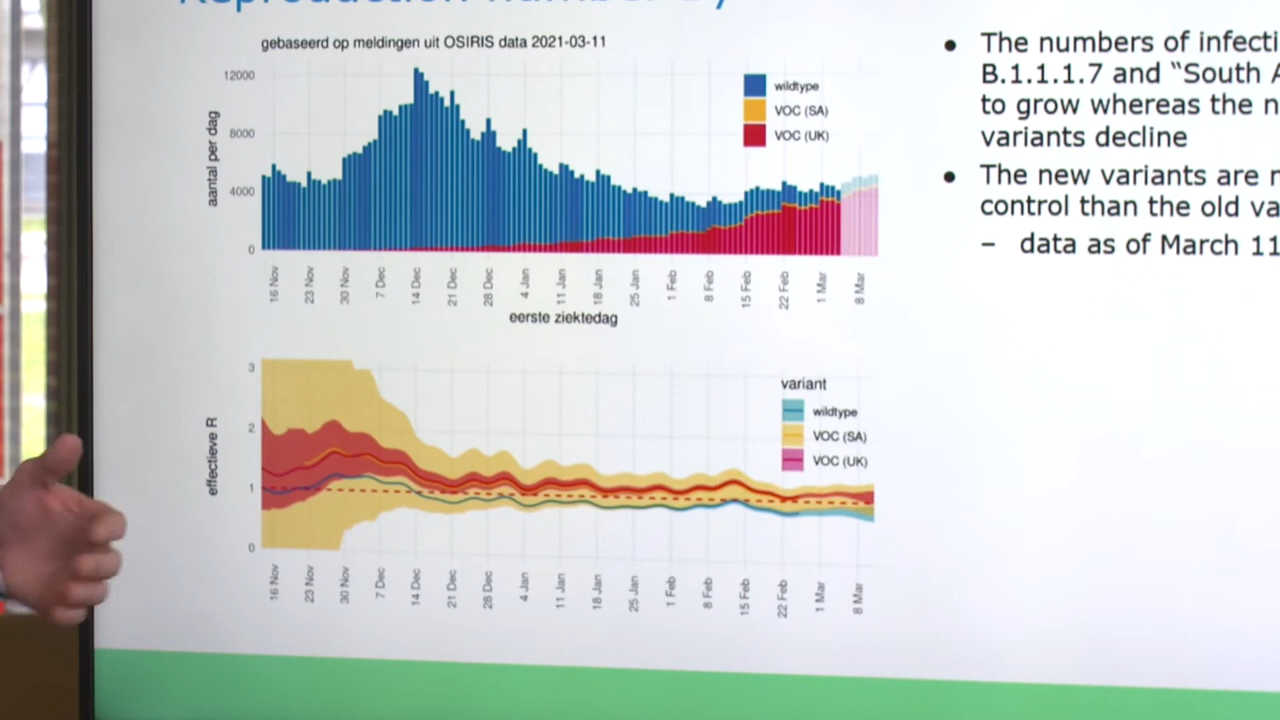 gebaseerd op meldingen uit OSIRIS data 2021-03-11
12000
8000
4000
0
aantal per dag
wildtype
VOC (SA)
VOC (UK)
16 Nov
23 Nov
30 Nov
7 Dec
14 Dec
21 Dec
28 Dec
4 Jan
11 Jan
18 Jan
25 Jan
1 Feb
8 Feb
15 Feb
22 Feb
1 Mar
8 Mar
eerste ziektedag
3
2
1
0
effectieve R
variant
wildtype
VOC (SA)
VOC (UK)
16 Nov
23 Nov
30 Nov
7 Dec
14 Dec
21 Dec
28 Dec
4 Jan
11 Jan
18 Jan
25 Jan
1 Feb
8 Feb
15 Feb
22 Feb
1 Mar
8 Mar
• The numbers of infecti
B.1.1.1.7 and “South A
to grow whereas the n
variants decline
• The new variants are
control than the old va
– data as of March 11